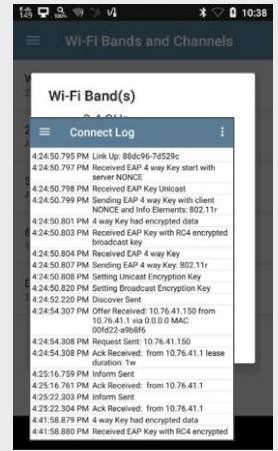 149
10:38
Wi-Fi Bands and Channels
Wi-Fi Band(s)
Connect Log
4:24:50.795 PM Link Up: 88dc96-7d529c
4:24:50.797 PM Received EAP 4 way Key start with
server NONCE
4:24:50.798 PM Received EAP Key Unicast
4:24:50.799 PM Sending EAP 4 way Key with client
NONCE and Info Elements: 802.11r
4:24:50.801 PM 4 way Key had encrypted data
4:24:50.803 PM Received EAP Key with RC4 encrypted
broadcast key
4:24:50.804 PM Received EAP 4 way Key
4:24:50.807 PM Sending EAP 4 way Key: 802.11r
4:24:50.808 PM Setting Unicast Encryption Key
4:24:50.820 PM Setting Broadcast Encryption Key
4:24:52.220 PM Discover Sent
4:24:54.307 PM Offer Received: 10.76.41.150 from
10.76.41.1 via 0.0.0.0 MAC
00fd22-a9b8f6
4:24:54.308 PM Request Sent: 10.76.41.150
4:24:54.308 PM Ack Received: from 10.76.41.1 lease
duration: 1w
4:25:16.759 PM Inform Sent
4:25:16.761 PM Ack Received: from 10.76.41.1
4:25:22.303 PM Inform Sent
4:25:22.304 PM Ack Received: from 10.76.41.1
4:41:58.879 PM 4 way Key had encrypted data
4:41:58.880 PM Received EAP Key with RC4 encrypted